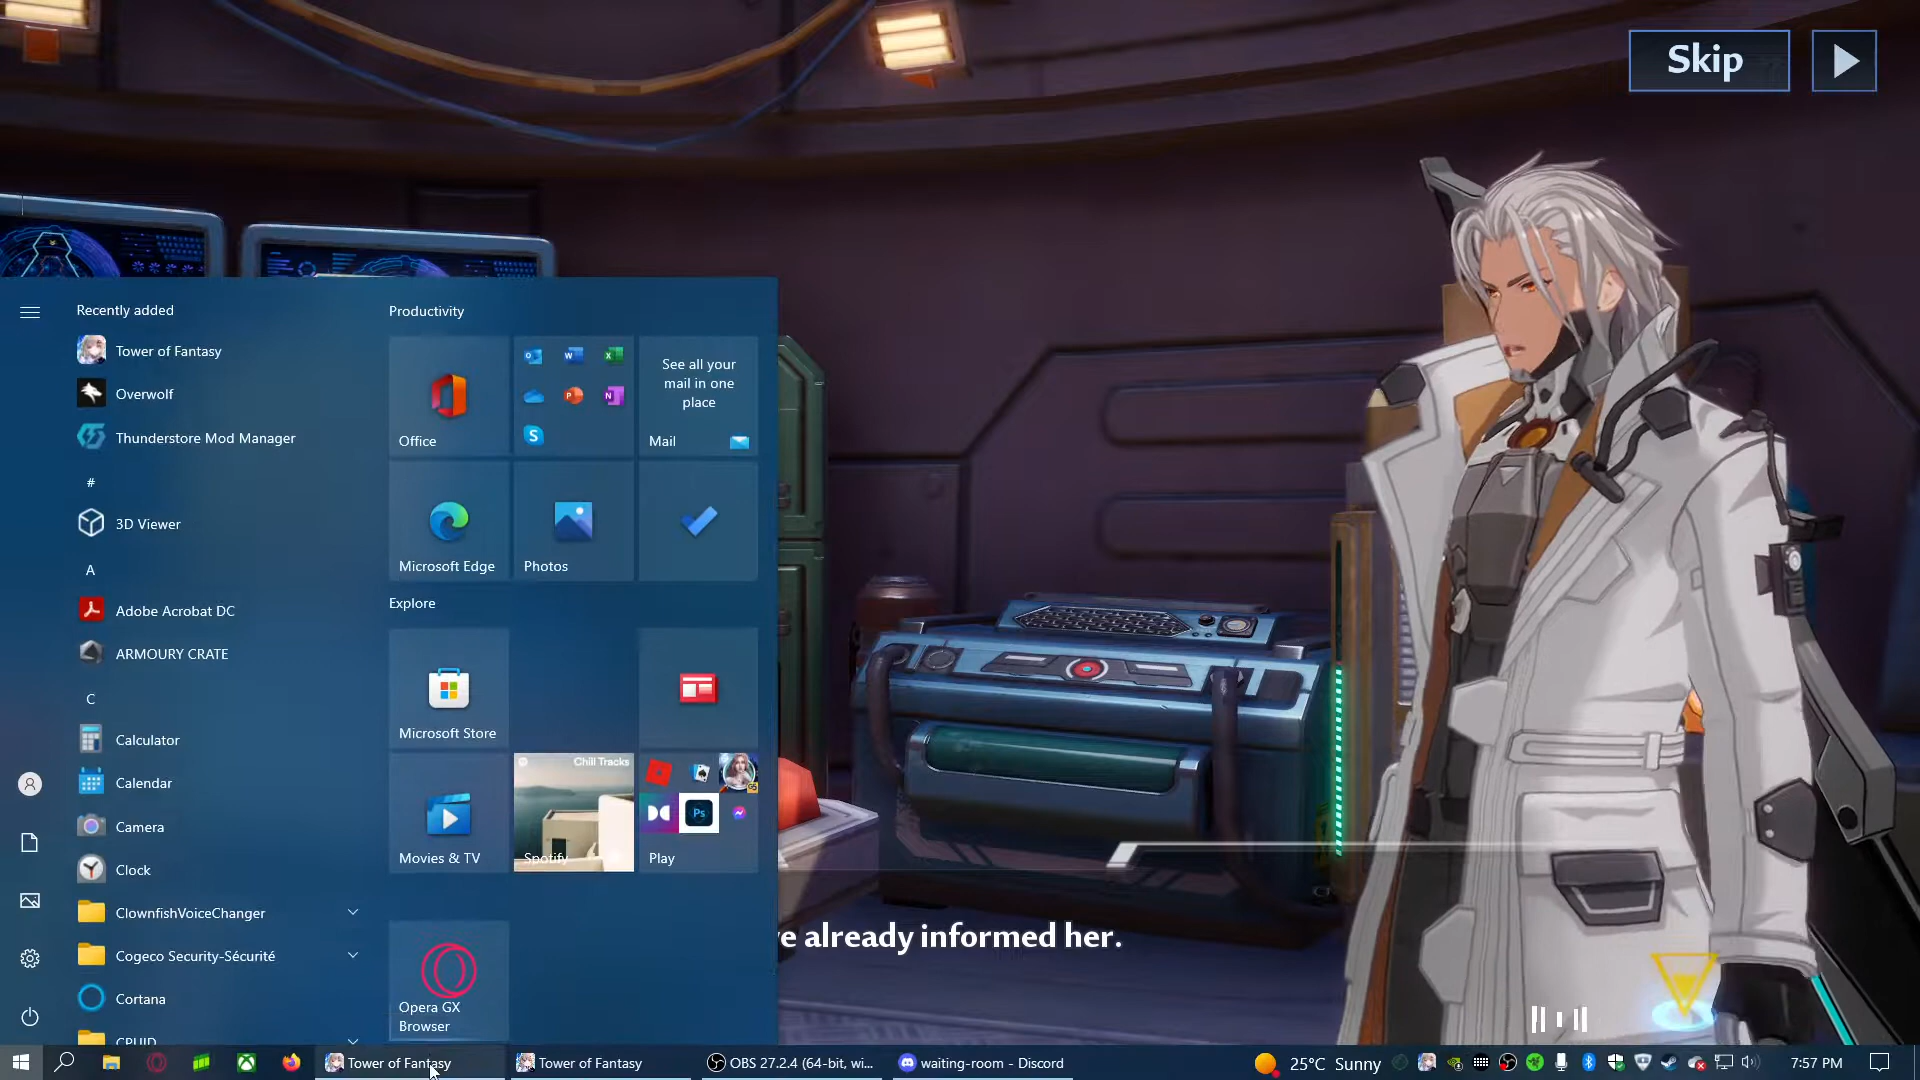 Skip
Recently added
Tower of Fantasy
Overwolf
Thunderstore Mod Manager
#
3D Viewer
A
Adobe Acrobat DC
ARMOURY CRATE
C
Calculator
Calendar
Camera
Clock
ClownfishVoiceChanger
Cogeco Security-Sécurité
Cortana
CPUID
Productivity
Office
See all your
mail in one
place
Mail
Microsoft Edge
Photos
Explore
Microsoft Store
Movies & TV
Chill Tracks
Spotify
Ps
Play
Opera GX
Browser
've already informed her.
Tower of Fantasy
Tower of Fantasy
OBS 27.2.4 (64-bit, wi...
waiting-room - Discord
25°C Sunny
7:57 PM